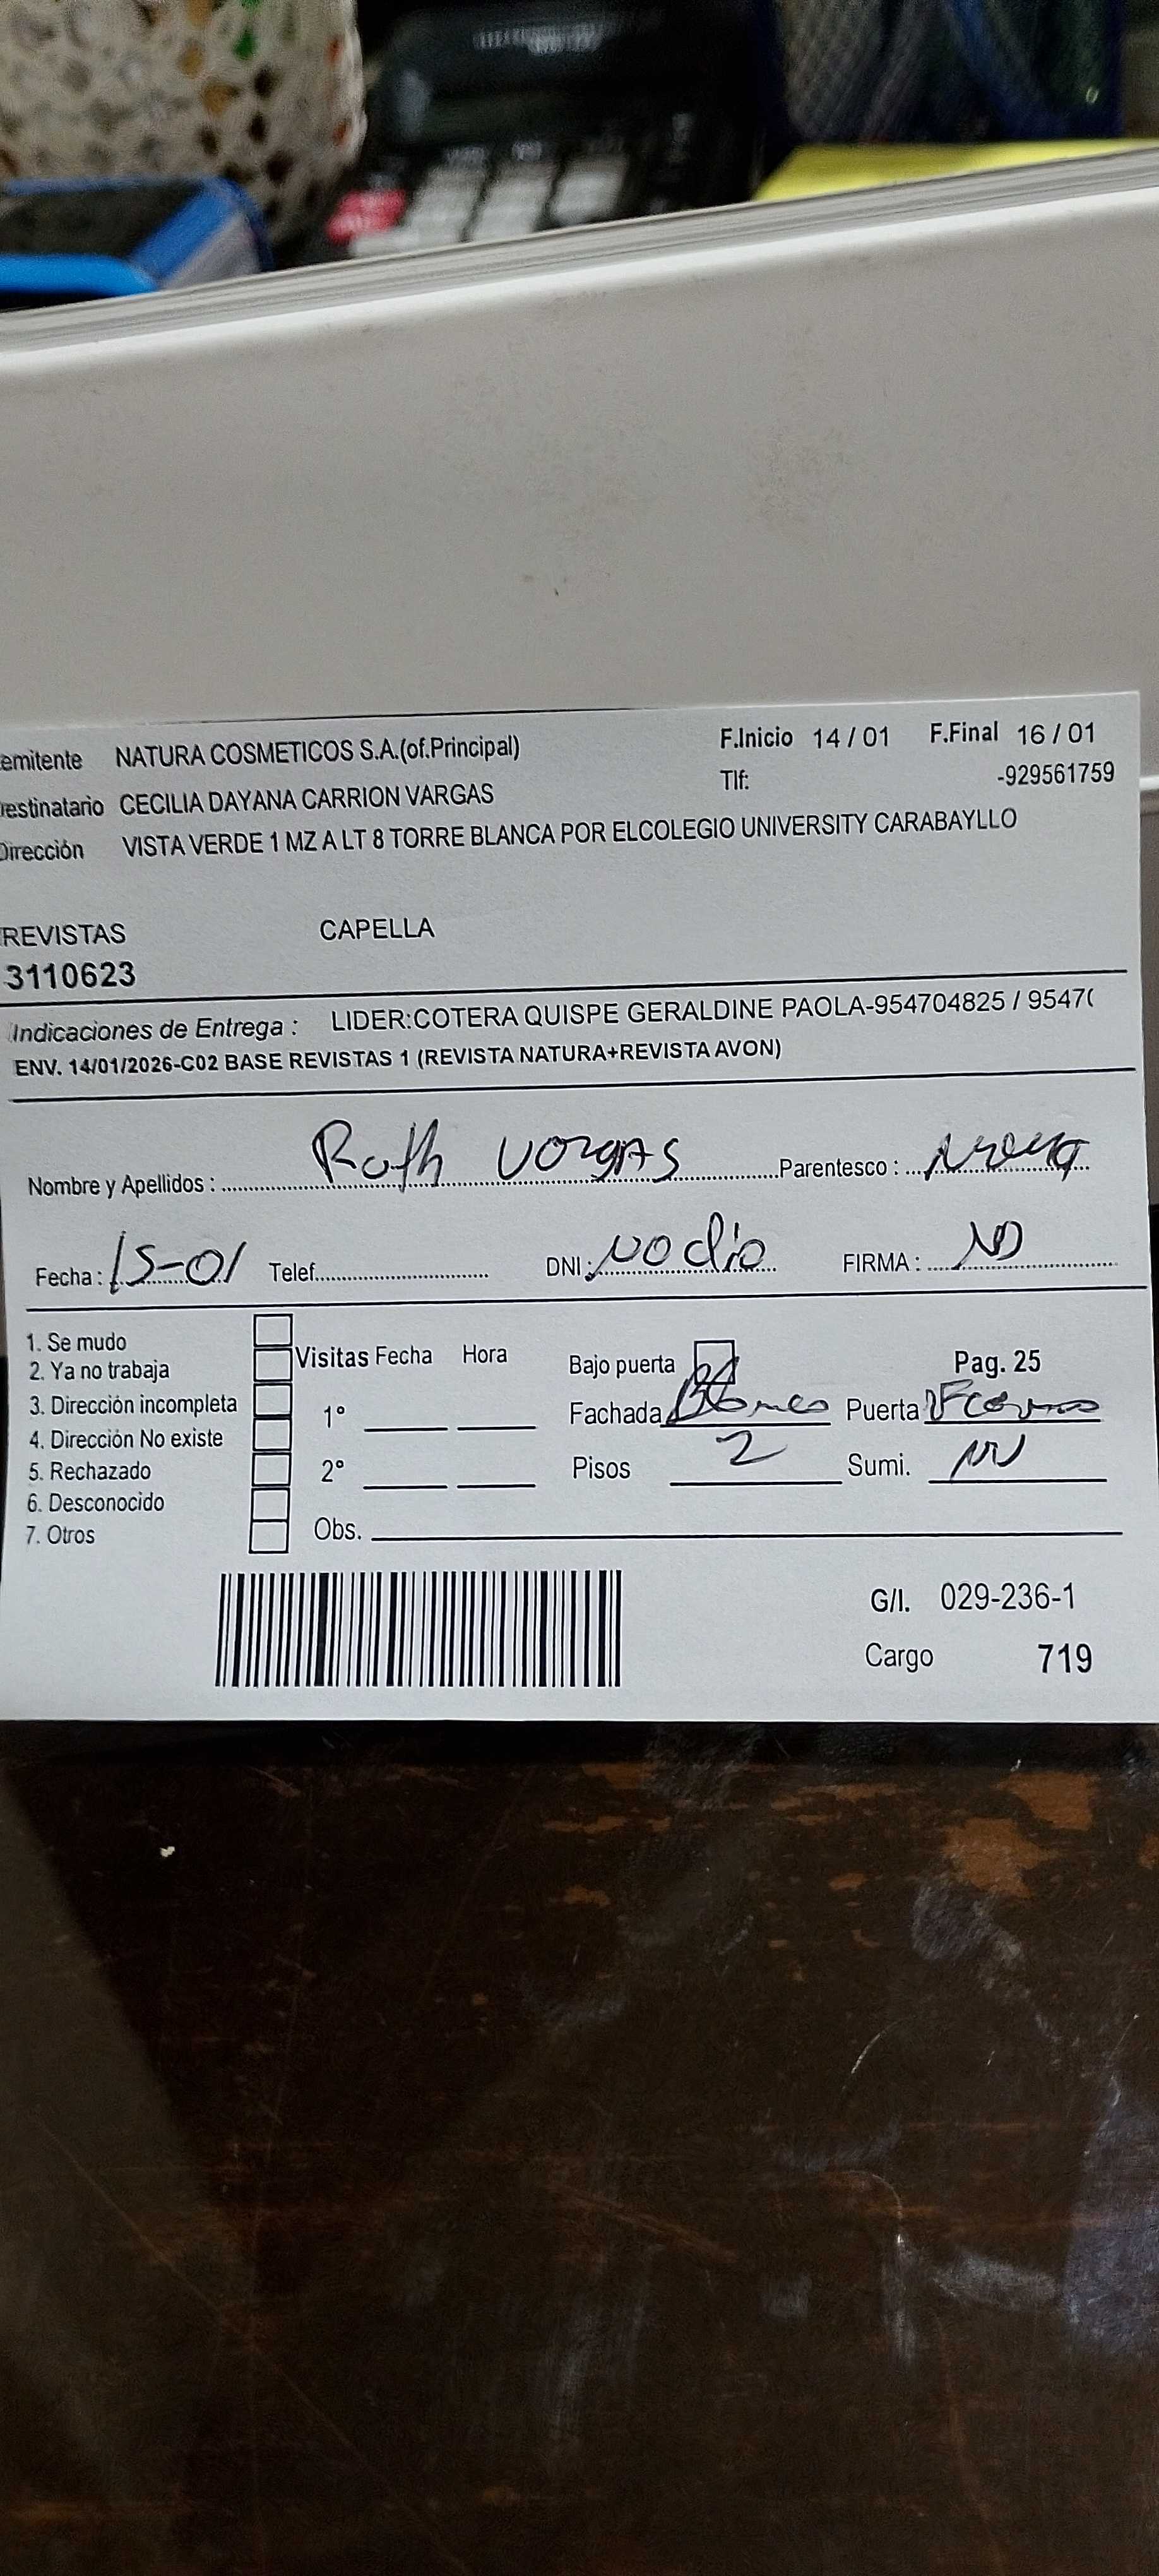 emitente NATURA COSMETICOS S.A.(of.Principal) F.Inicio 14 / 01 F.Final 16 / 01
estinatario CECILIA DAYANA CARRION VARGAS Tlf: -929561759
Dirección VISTA VERDE 1 MZ A LT 8 TORRE BLANCA POR ELCOLEGIO UNIVERSITY CARABAYLLO
REVISTAS CAPELLA
3110623
Indicaciones de Entrega : LIDER:COTERA QUISPE GERALDINE PAOLA-954704825 / 9547(
ENV. 14/01/2026-C02 BASE REVISTAS 1 (REVISTA NATURA+REVISTA AVON)
Nombre y Apellidos : Ruth VargAS Parentesco :
Fecha : 15-01 Telef. DNI : NO dio FIRMA : ND
1. Se mudo
2. Ya no trabaja
3. Dirección incompleta
4. Dirección No existe
5. Rechazado
6. Desconocido
7. Otros
Visitas Fecha Hora
1°
2°
Obs.
Bajo puerta Pag. 25
Fachada Blanco Puerta
Pisos 2 Sumi.
G/I. 029-236-1
Cargo 719